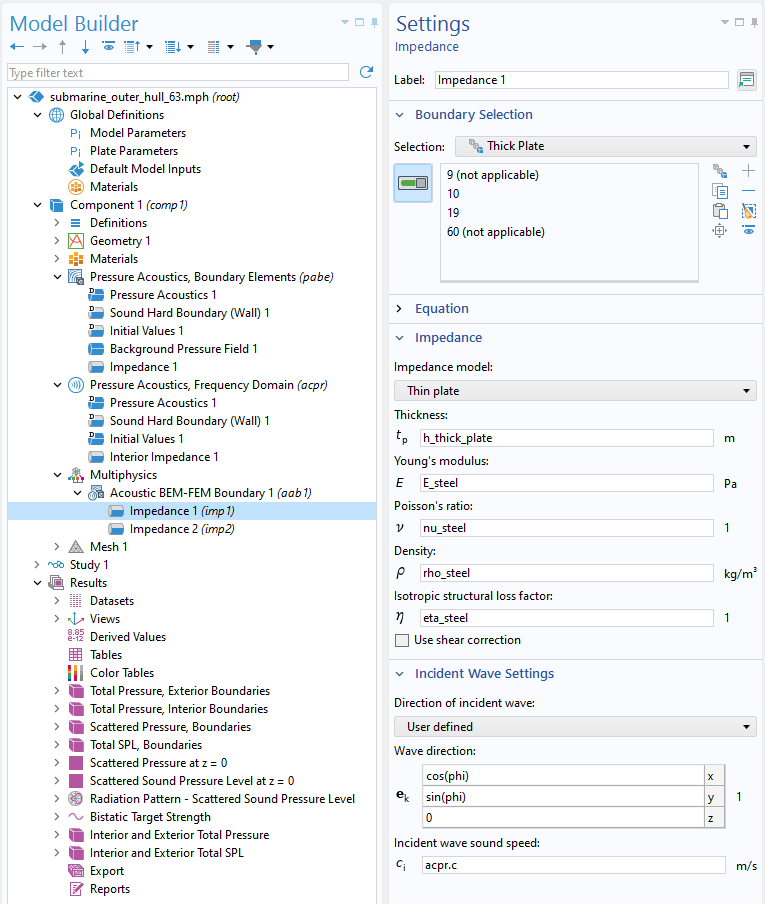 Model Builder
Type filter text
submarine_outer_hull_63.mph (root)
Global Definitions
Pi Model Parameters
Pi Plate Parameters
Default Model Inputs
Materials
Component 1 (comp1)
Definitions
Geometry 1
Materials
Pressure Acoustics, Boundary Elements (pabe)
D Pressure Acoustics 1
D Sound Hard Boundary (Wall) 1
D Initial Values 1
Background Pressure Field 1
Impedance 1
Pressure Acoustics, Frequency Domain (acpr)
D Pressure Acoustics 1
D Sound Hard Boundary (Wall) 1
D Initial Values 1
Interior Impedance 1
Multiphysics
Acoustic BEM-FEM Boundary 1 (aab1)
Impedance 1 (imp1)
Impedance 2 (imp2)
Mesh 1
Study 1
Results
Datasets
Views
8.85 e-12 Derived Values
Tables
Color Tables
Total Pressure, Exterior Boundaries
Total Pressure, Interior Boundaries
Scattered Pressure, Boundaries
Total SPL, Boundaries
Scattered Pressure at z = 0
Scattered Sound Pressure Level at z = 0
Radiation Pattern - Scattered Sound Pressure Level
Bistatic Target Strength
Interior and Exterior Total Pressure
Interior and Exterior Total SPL
Export
Reports
Settings
Impedance
Label: Impedance 1
Boundary Selection
Selection: Thick Plate
9 (not applicable)
10
19
60 (not applicable)
Equation
Impedance
Impedance model:
Thin plate
Thickness:
tp h_thick_plate m
Young's modulus:
E E_steel Pa
Poisson's ratio:
ν nu_steel 1
Density:
ρ rho_steel kg/m³
Isotropic structural loss factor:
η eta_steel 1
Use shear correction
Incident Wave Settings
Direction of incident wave:
User defined
Wave direction:
cos(phi) x
ek sin(phi) y 1
0 z
Incident wave sound speed:
ci acpr.c m/s